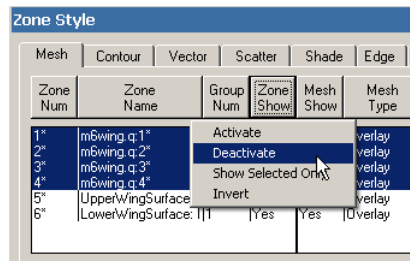 Zone Style
Mesh Contour Vector Scatter Shade Edge
Zone Num Zone Name Group Num Zone Show Mesh Show Mesh Type
1* m6wing.q:1* verlay
2* m6wing.q:2* verlay
3* m6wing.q:3* verlay
4* m6wing.q:4* verlay
5* UpperWingSurface verlay
6* LowerWingSurface: 1 Yes Yes Overlay
Activate
Deactivate
Show Selected Only
Invert